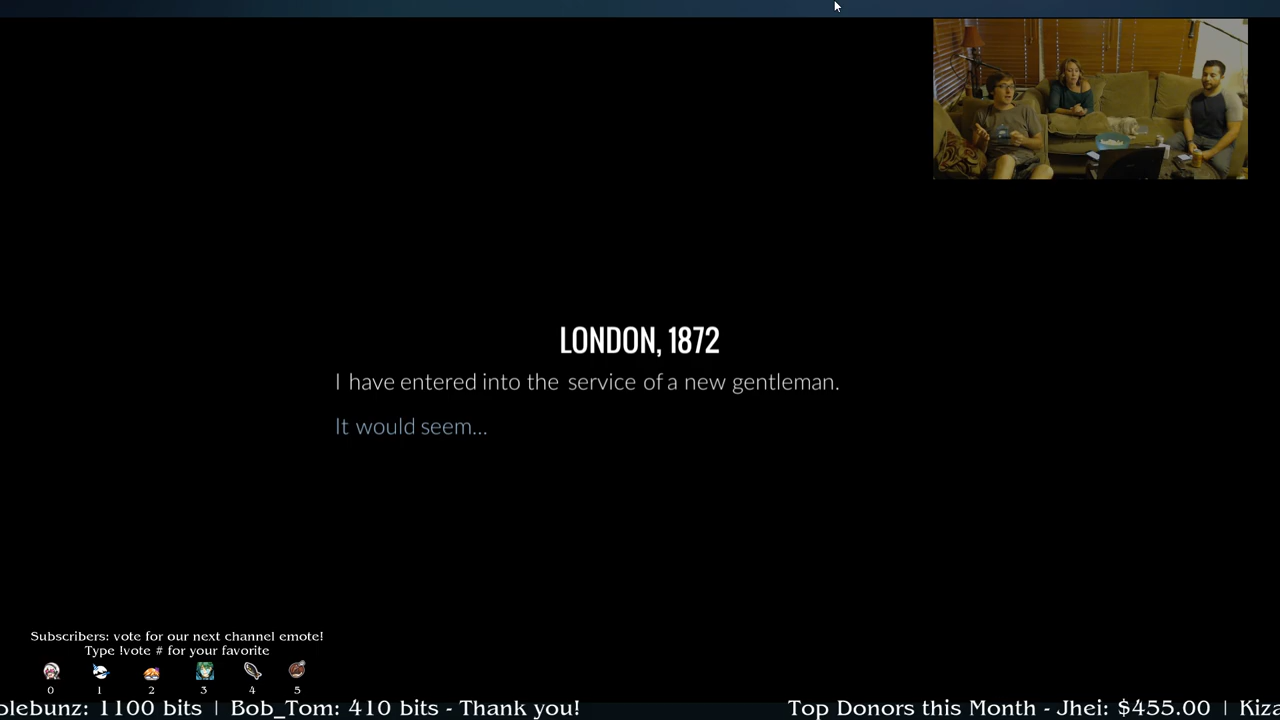 LONDON, 1872
I have entered into the service of a new gentleman.
It would seem...
Subscribers: vote for our next channel emote!
Type !vote # for your favorite
0 1 2 3 4 5
olebunz: 1100 bits | Bob_Tom: 410 bits - Thank you! Top Donors this Month - Jhei: $455.00 | Kiza